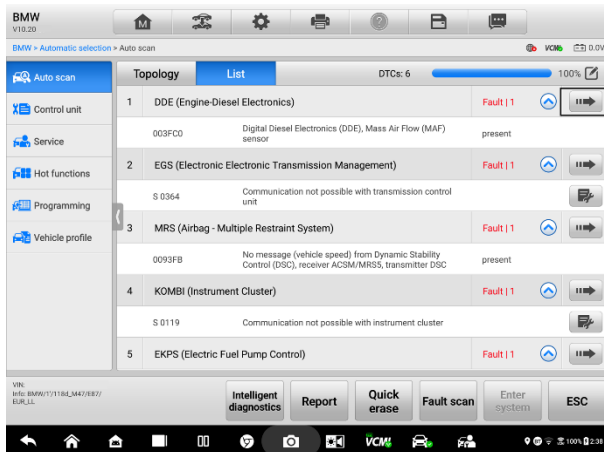 BMW
V10.20
M
?
BMW > Automatic selection > Auto scan
VCMI 0.0V
Auto scan
Control unit
Service
Hot functions
Programming
Vehicle profile
Topology List DTCs: 6 100%
1 DDE (Engine-Diesel Electronics) Fault | 1
003FC0 Digital Diesel Electronics (DDE), Mass Air Flow (MAF) present
sensor
2 EGS (Electronic Electronic Transmission Management) Fault | 1
S 0364 Communication not possible with transmission control
unit
3 MRS (Airbag - Multiple Restraint System) Fault | 1
0093FB No message (vehicle speed) from Dynamic Stability present
Control (DSC), receiver ACSM/MRS5, transmitter DSC
4 KOMBI (Instrument Cluster) Fault | 1
S 0119 Communication not possible with instrument cluster
5 EKPS (Electric Fuel Pump Control) Fault | 1
VIN:
Info: BMW/1'/118d_M47/E87/
EUR_LL
Intelligent
diagnostics
Report
Quick
erase
Fault scan
Enter
system
ESC
VCMI
100% 2:38